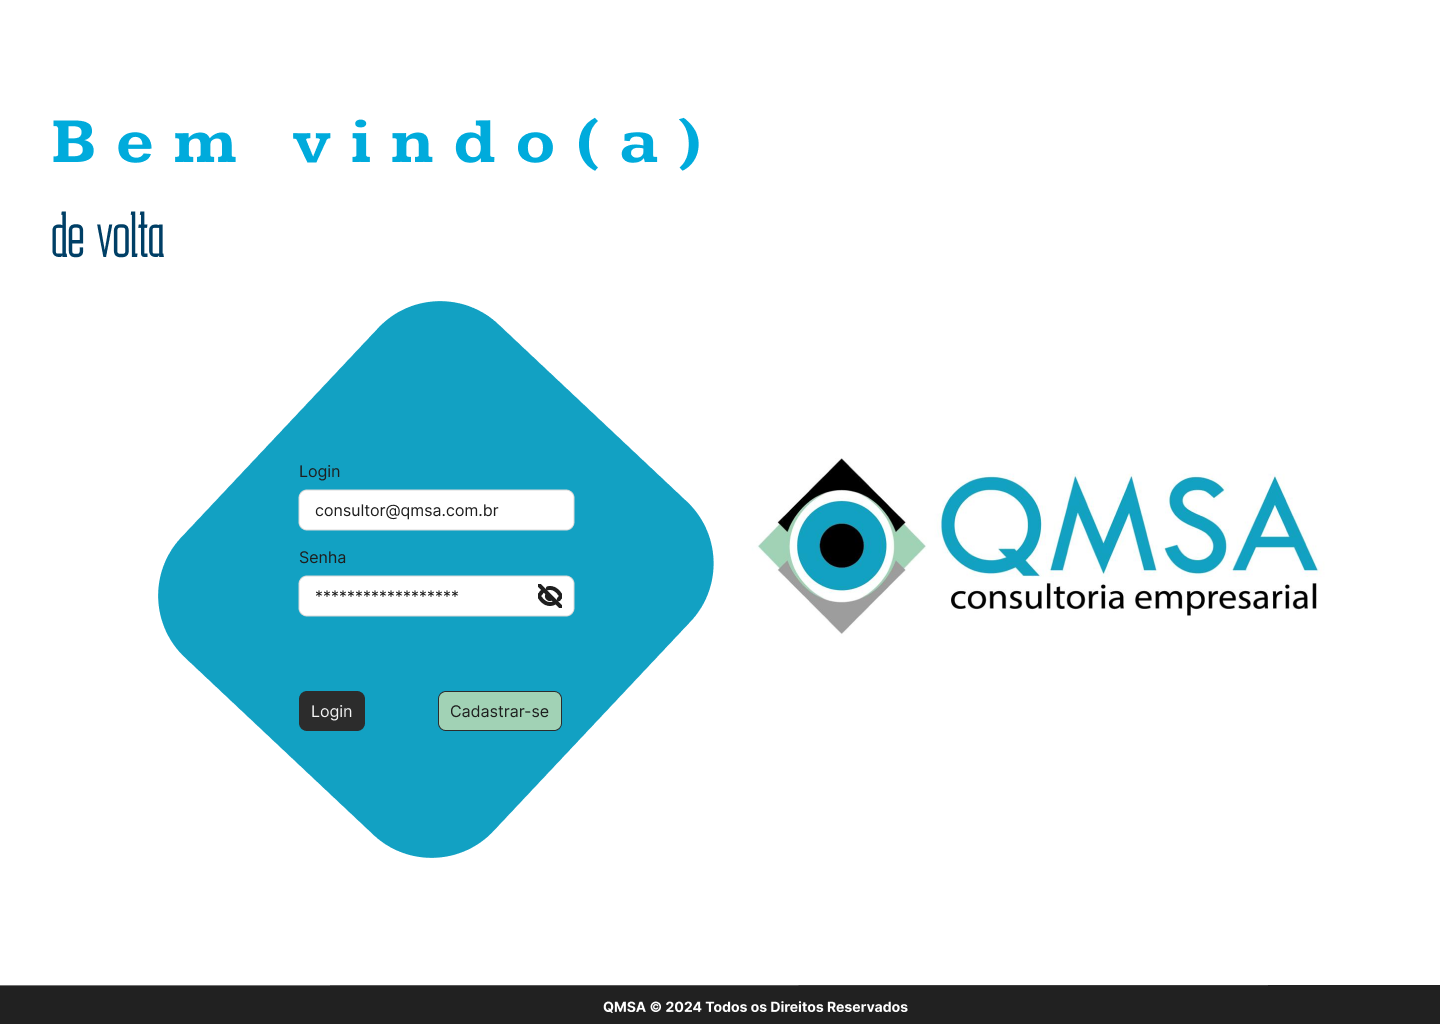 Bem vindo(a)
de volta
Login
consultor@qmsa.com.br
Senha
******************
Login
Cadastrar-se
QMSA
consultoria empresarial
QMSA © 2024 Todos os Direitos Reservados